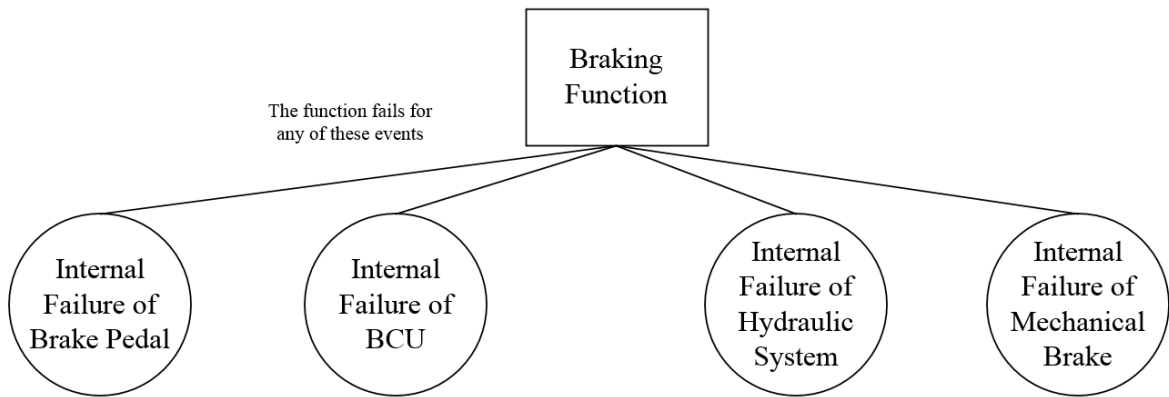 Braking
Function
The function fails for
any of these events
Internal
Failure of
Brake Pedal
Internal
Failure of
BCU
Internal
Failure of
Hydraulic
System
Internal
Failure of
Mechanical
Brake